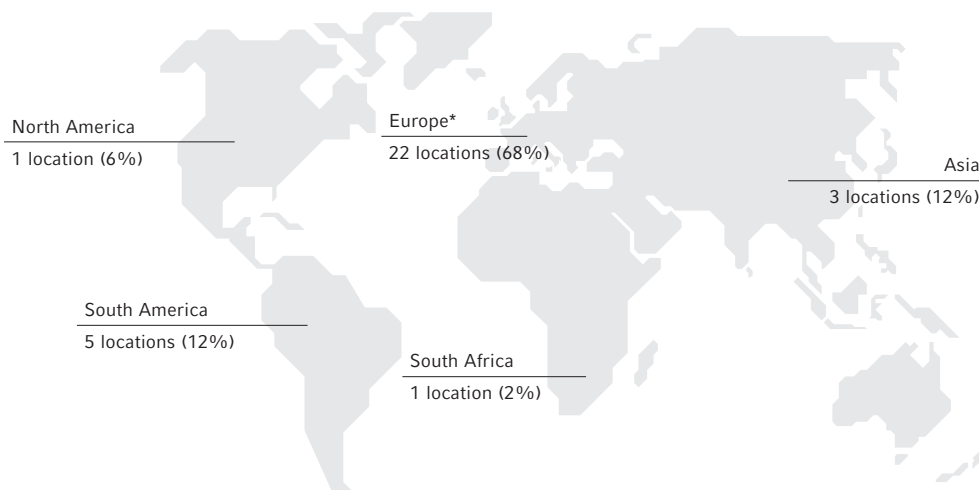 North America
1 location (6%)
Europe*
22 locations (68%)
Asia
3 locations (12%)
South America
5 locations (12%)
South Africa
1 location (2%)